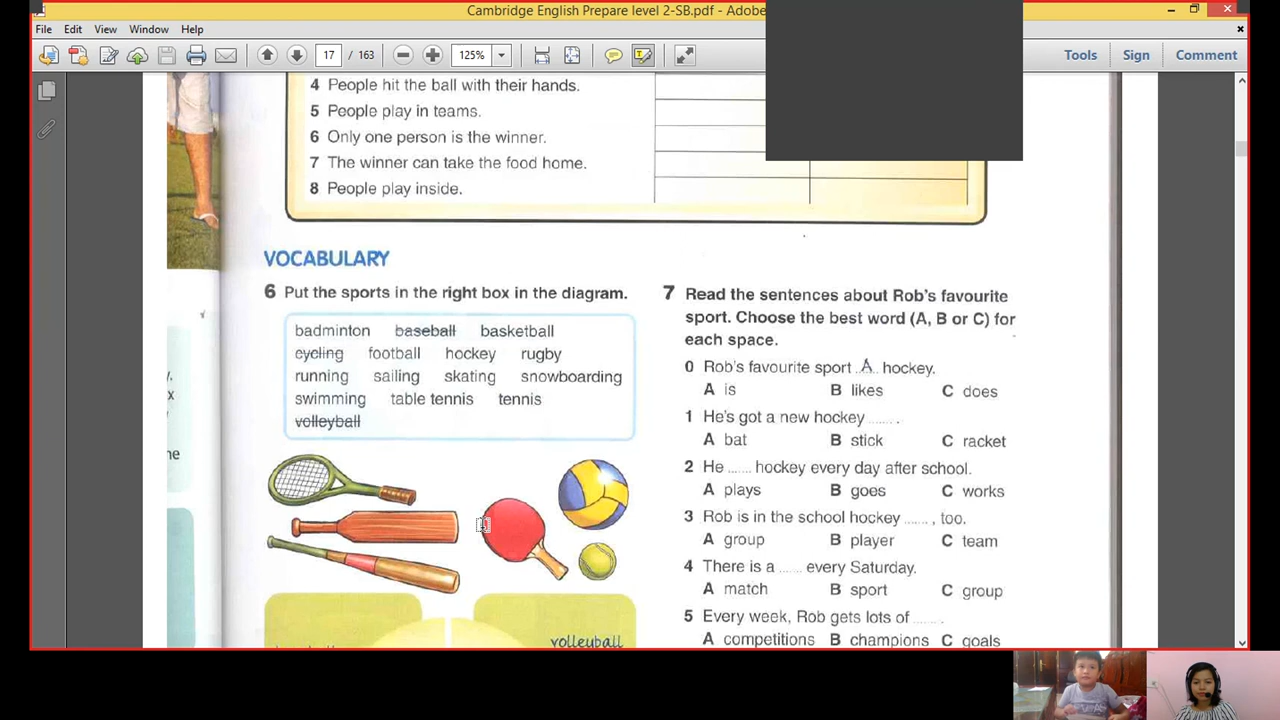 Cambridge English Prepare level 2-SB.pdf - Adobe
File Edit View Window Help
17 / 163 125% Tools Sign Comment
4 People hit the ball with their hands.
5 People play in teams.
6 Only one person is the winner.
7 The winner can take the food home.
8 People play inside.
VOCABULARY
6 Put the sports in the right box in the diagram.
badminton baseball basketball
cycling football hockey rugby
running sailing skating snowboarding
swimming table tennis tennis
volleyball
volleyball
7 Read the sentences about Rob's favourite
sport. Choose the best word (A, B or C) for
each space.
0 Rob's favourite sport ..A.. hockey.
A is B likes C does
1 He's got a new hockey ....... .
A bat B stick C racket
2 He ...... hockey every day after school.
A plays B goes C works
3 Rob is in the school hockey ...... , too.
A group B player C team
4 There is a ...... every Saturday.
A match B sport C group
5 Every week, Rob gets lots of ....... .
A competitions B champions C goals